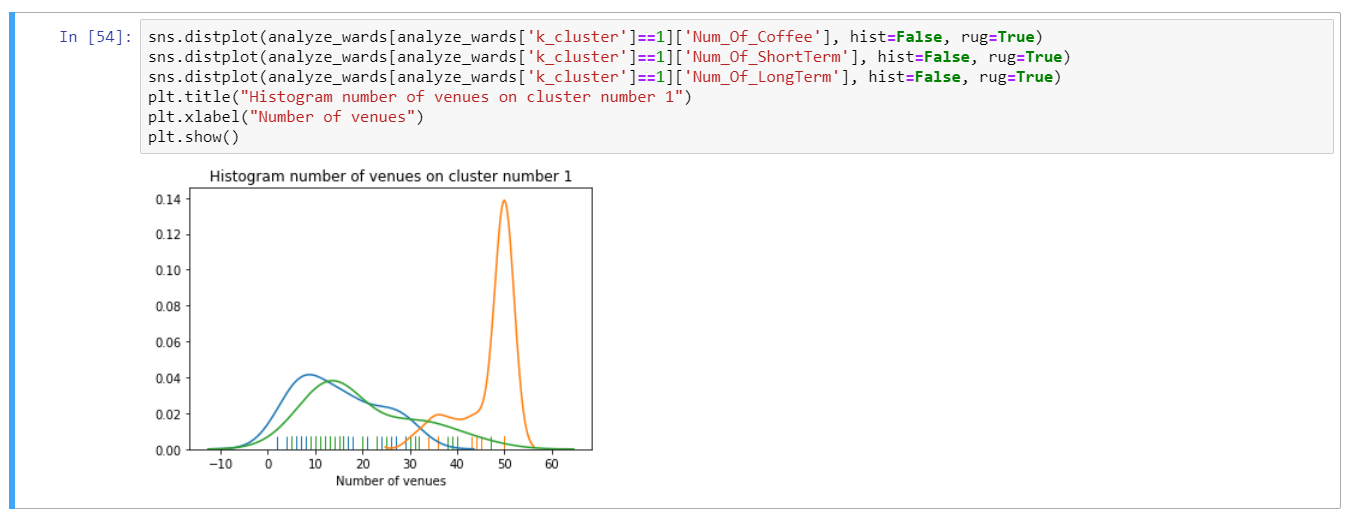 In [54]:
sns.distplot(analyze_wards[analyze_wards['k_cluster']==1]['Num_Of_Coffee'], hist=False, rug=True)
sns.distplot(analyze_wards[analyze_wards['k_cluster']==1]['Num_Of_ShortTerm'], hist=False, rug=True)
sns.distplot(analyze_wards[analyze_wards['k_cluster']==1]['Num_Of_LongTerm'], hist=False, rug=True)
plt.title("Histogram number of venues on cluster number 1")
plt.xlabel("Number of venues")
plt.show()
Histogram number of venues on cluster number 1
0.14
0.12
0.10
0.08
0.06
0.04
0.02
0.00
−10 0 10 20 30 40 50 60
Number of venues